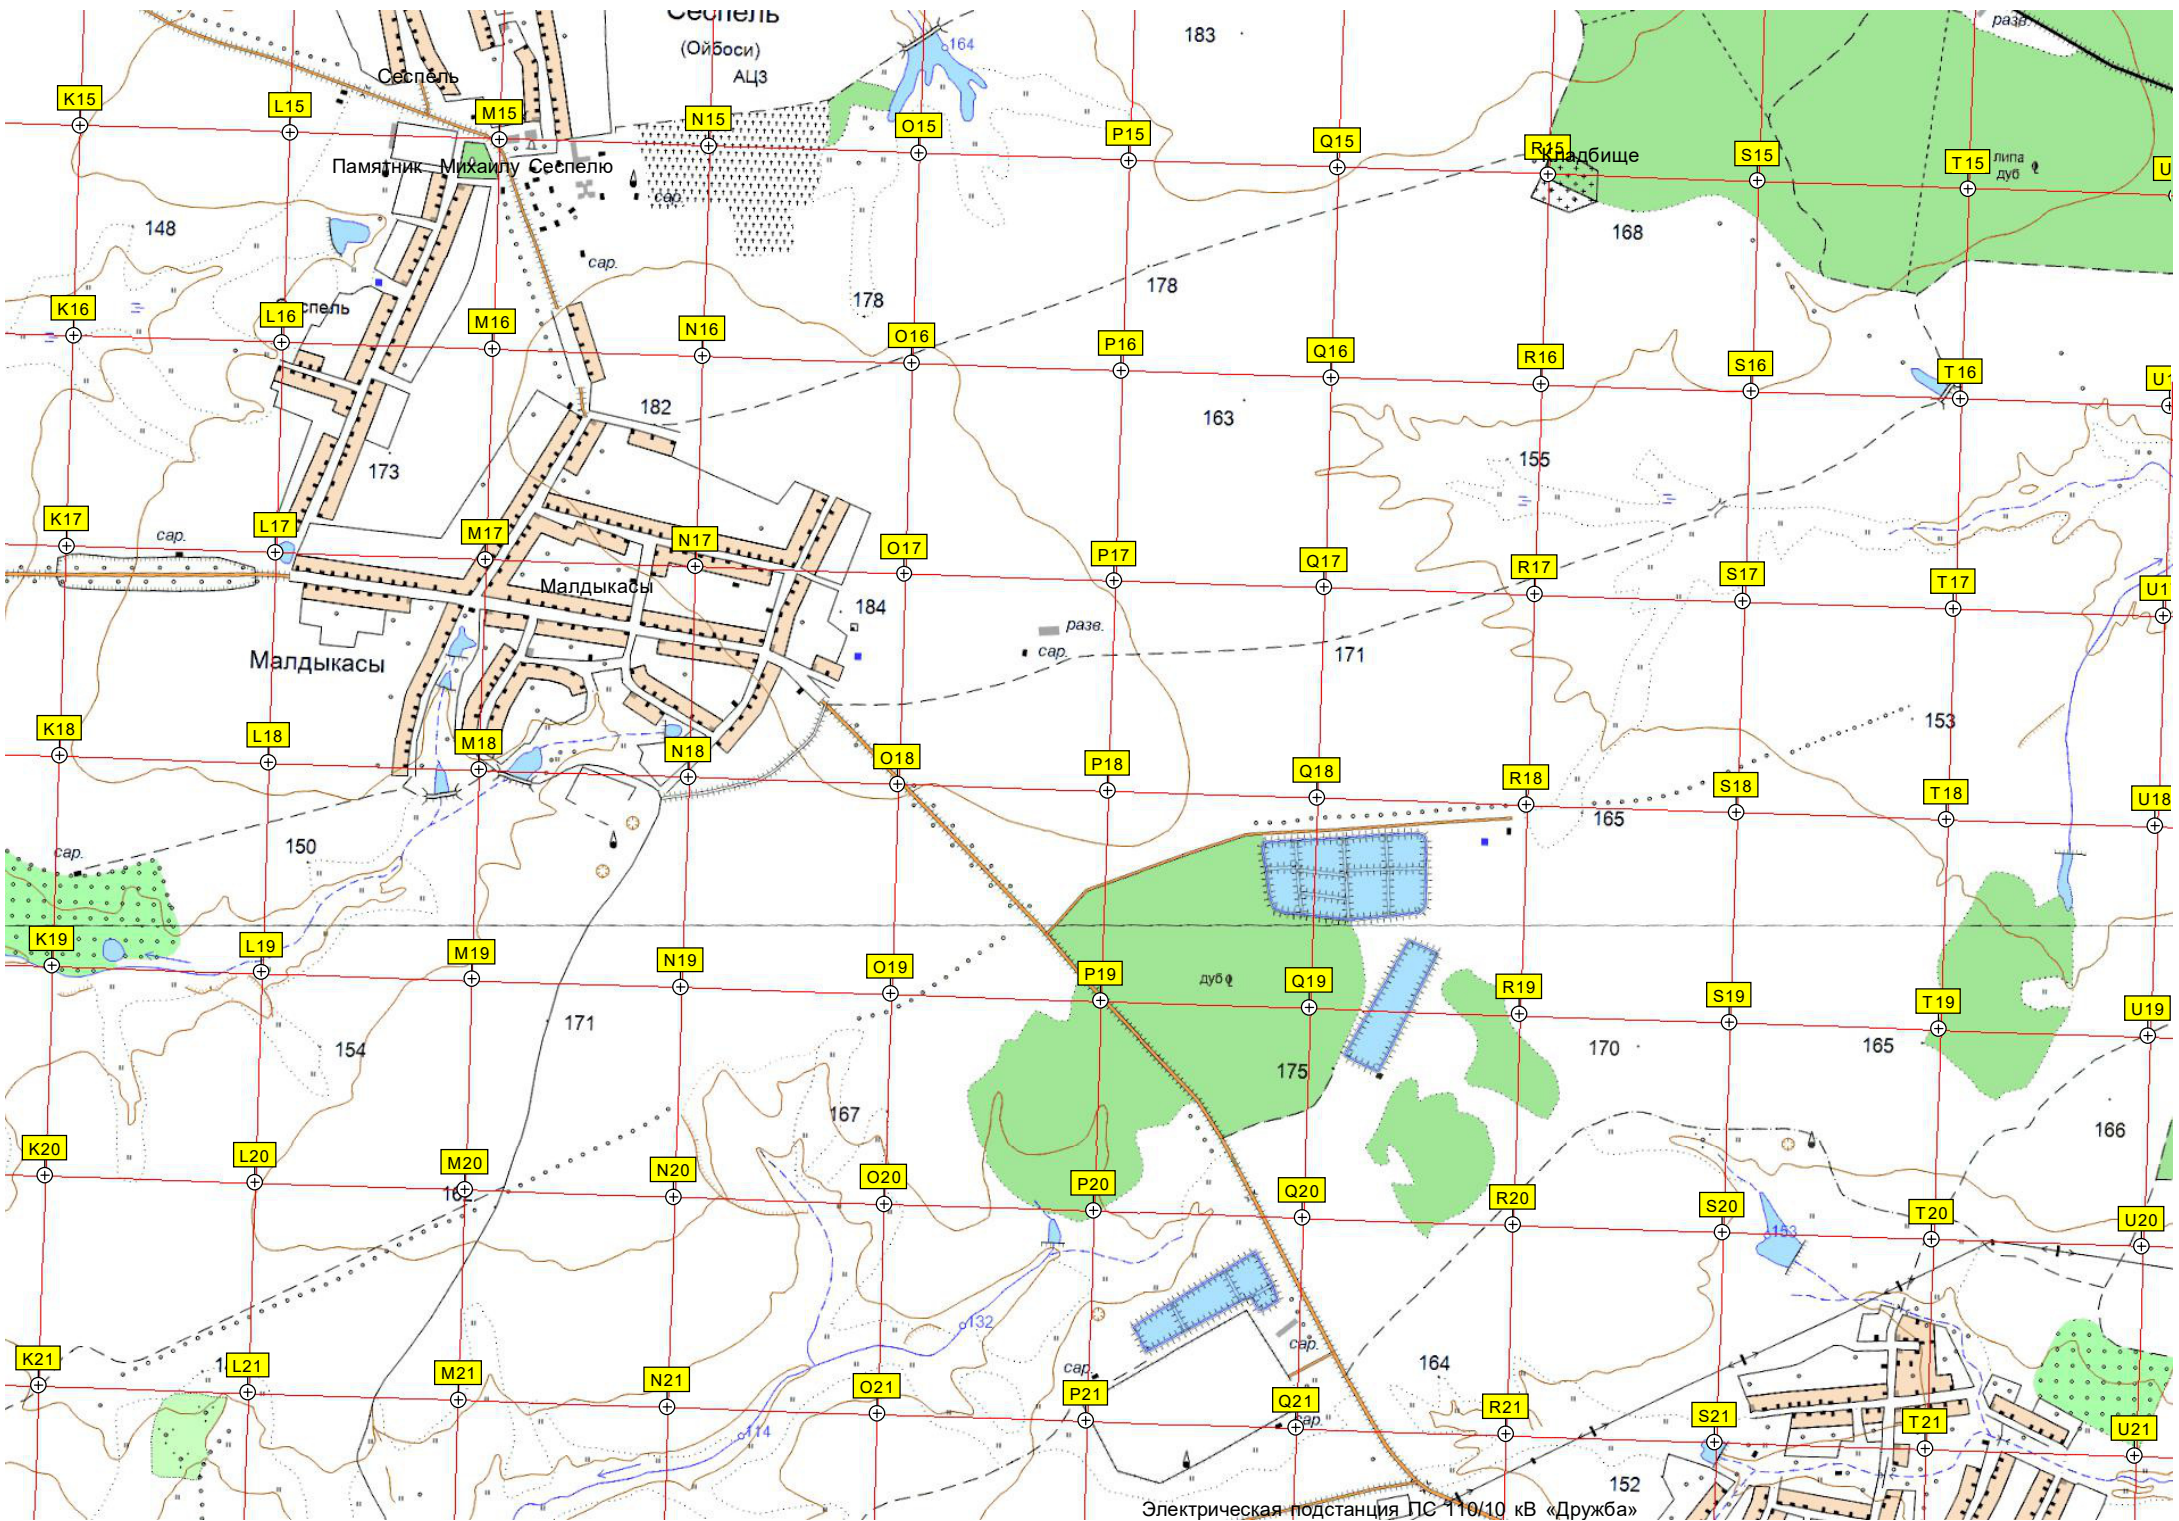 Сеспель
(Ойбоси)
АЦЗ
164
183
разв.
Сеспель
K15
L15
M15
N15
O15
P15
Q15
R15
Кладбище
S15
T15
липа
дуб
U
Памятник Михаилу Сеспелю
сар.
148
168
сар.
178
178
K16
L16
M16
N16
O16
P16
Q16
R16
S16
T16
182
163
173
155
K17
сар.
L17
M17
N17
O17
P17
Q17
R17
S17
T17
Малдыкасы
184
разв.
сар.
171
Малдыкасы
153
K18
L18
M18
N18
O18
P18
Q18
R18
S18
T18
U18
165
150
сар.
K19
L19
M19
N19
O19
P19
дуб
Q19
R19
S19
T19
U19
171
154
170
165
175
167
166
K20
L20
M20
N20
O20
P20
Q20
R20
S20
T20
U20
153
132
сар.
164
сар.
K21
L21
M21
N21
O21
P21
Q21
R21
S21
T21
U21
сар.
114
152
Электрическая подстанция ПС 110/10 кВ «Дружба»